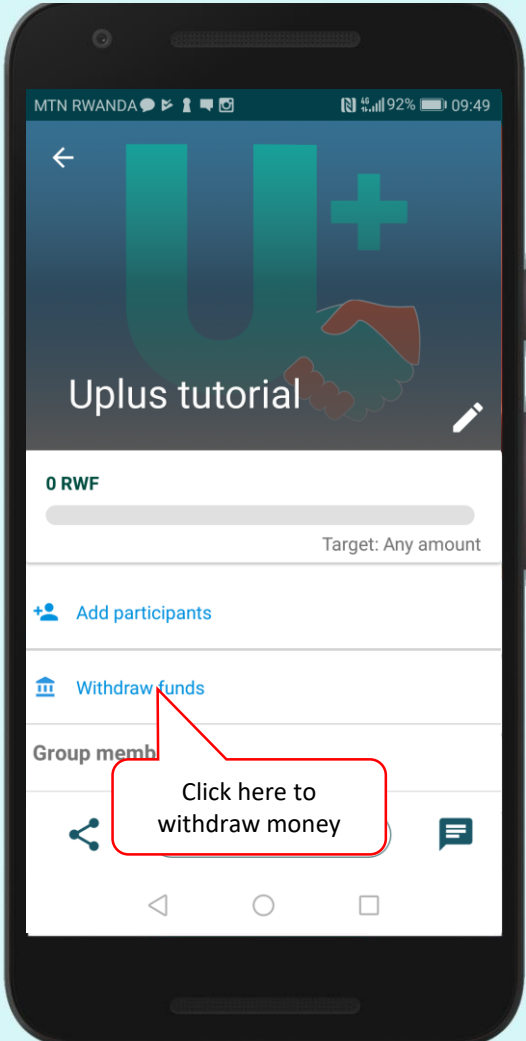 MTN RWANDA 4G 92% 09:49
U+
Uplus tutorial
0 RWF
Target: Any amount
Add participants
Withdraw funds
Group memb
Click here to
withdraw money